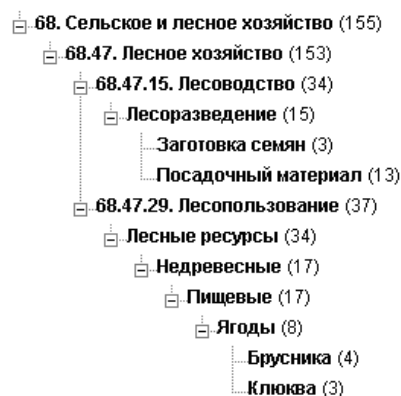 68. Сельское и лесное хозяйство (155)
68.47. Лесное хозяйство (153)
68.47.15. Лесоводство (34)
Лесоразведение (15)
Заготовка семян (3)
Посадочный материал (13)
68.47.29. Лесопользование (37)
Лесные ресурсы (34)
Недревесные (17)
Пищевые (17)
Ягоды (8)
Брусника (4)
Клюква (3)